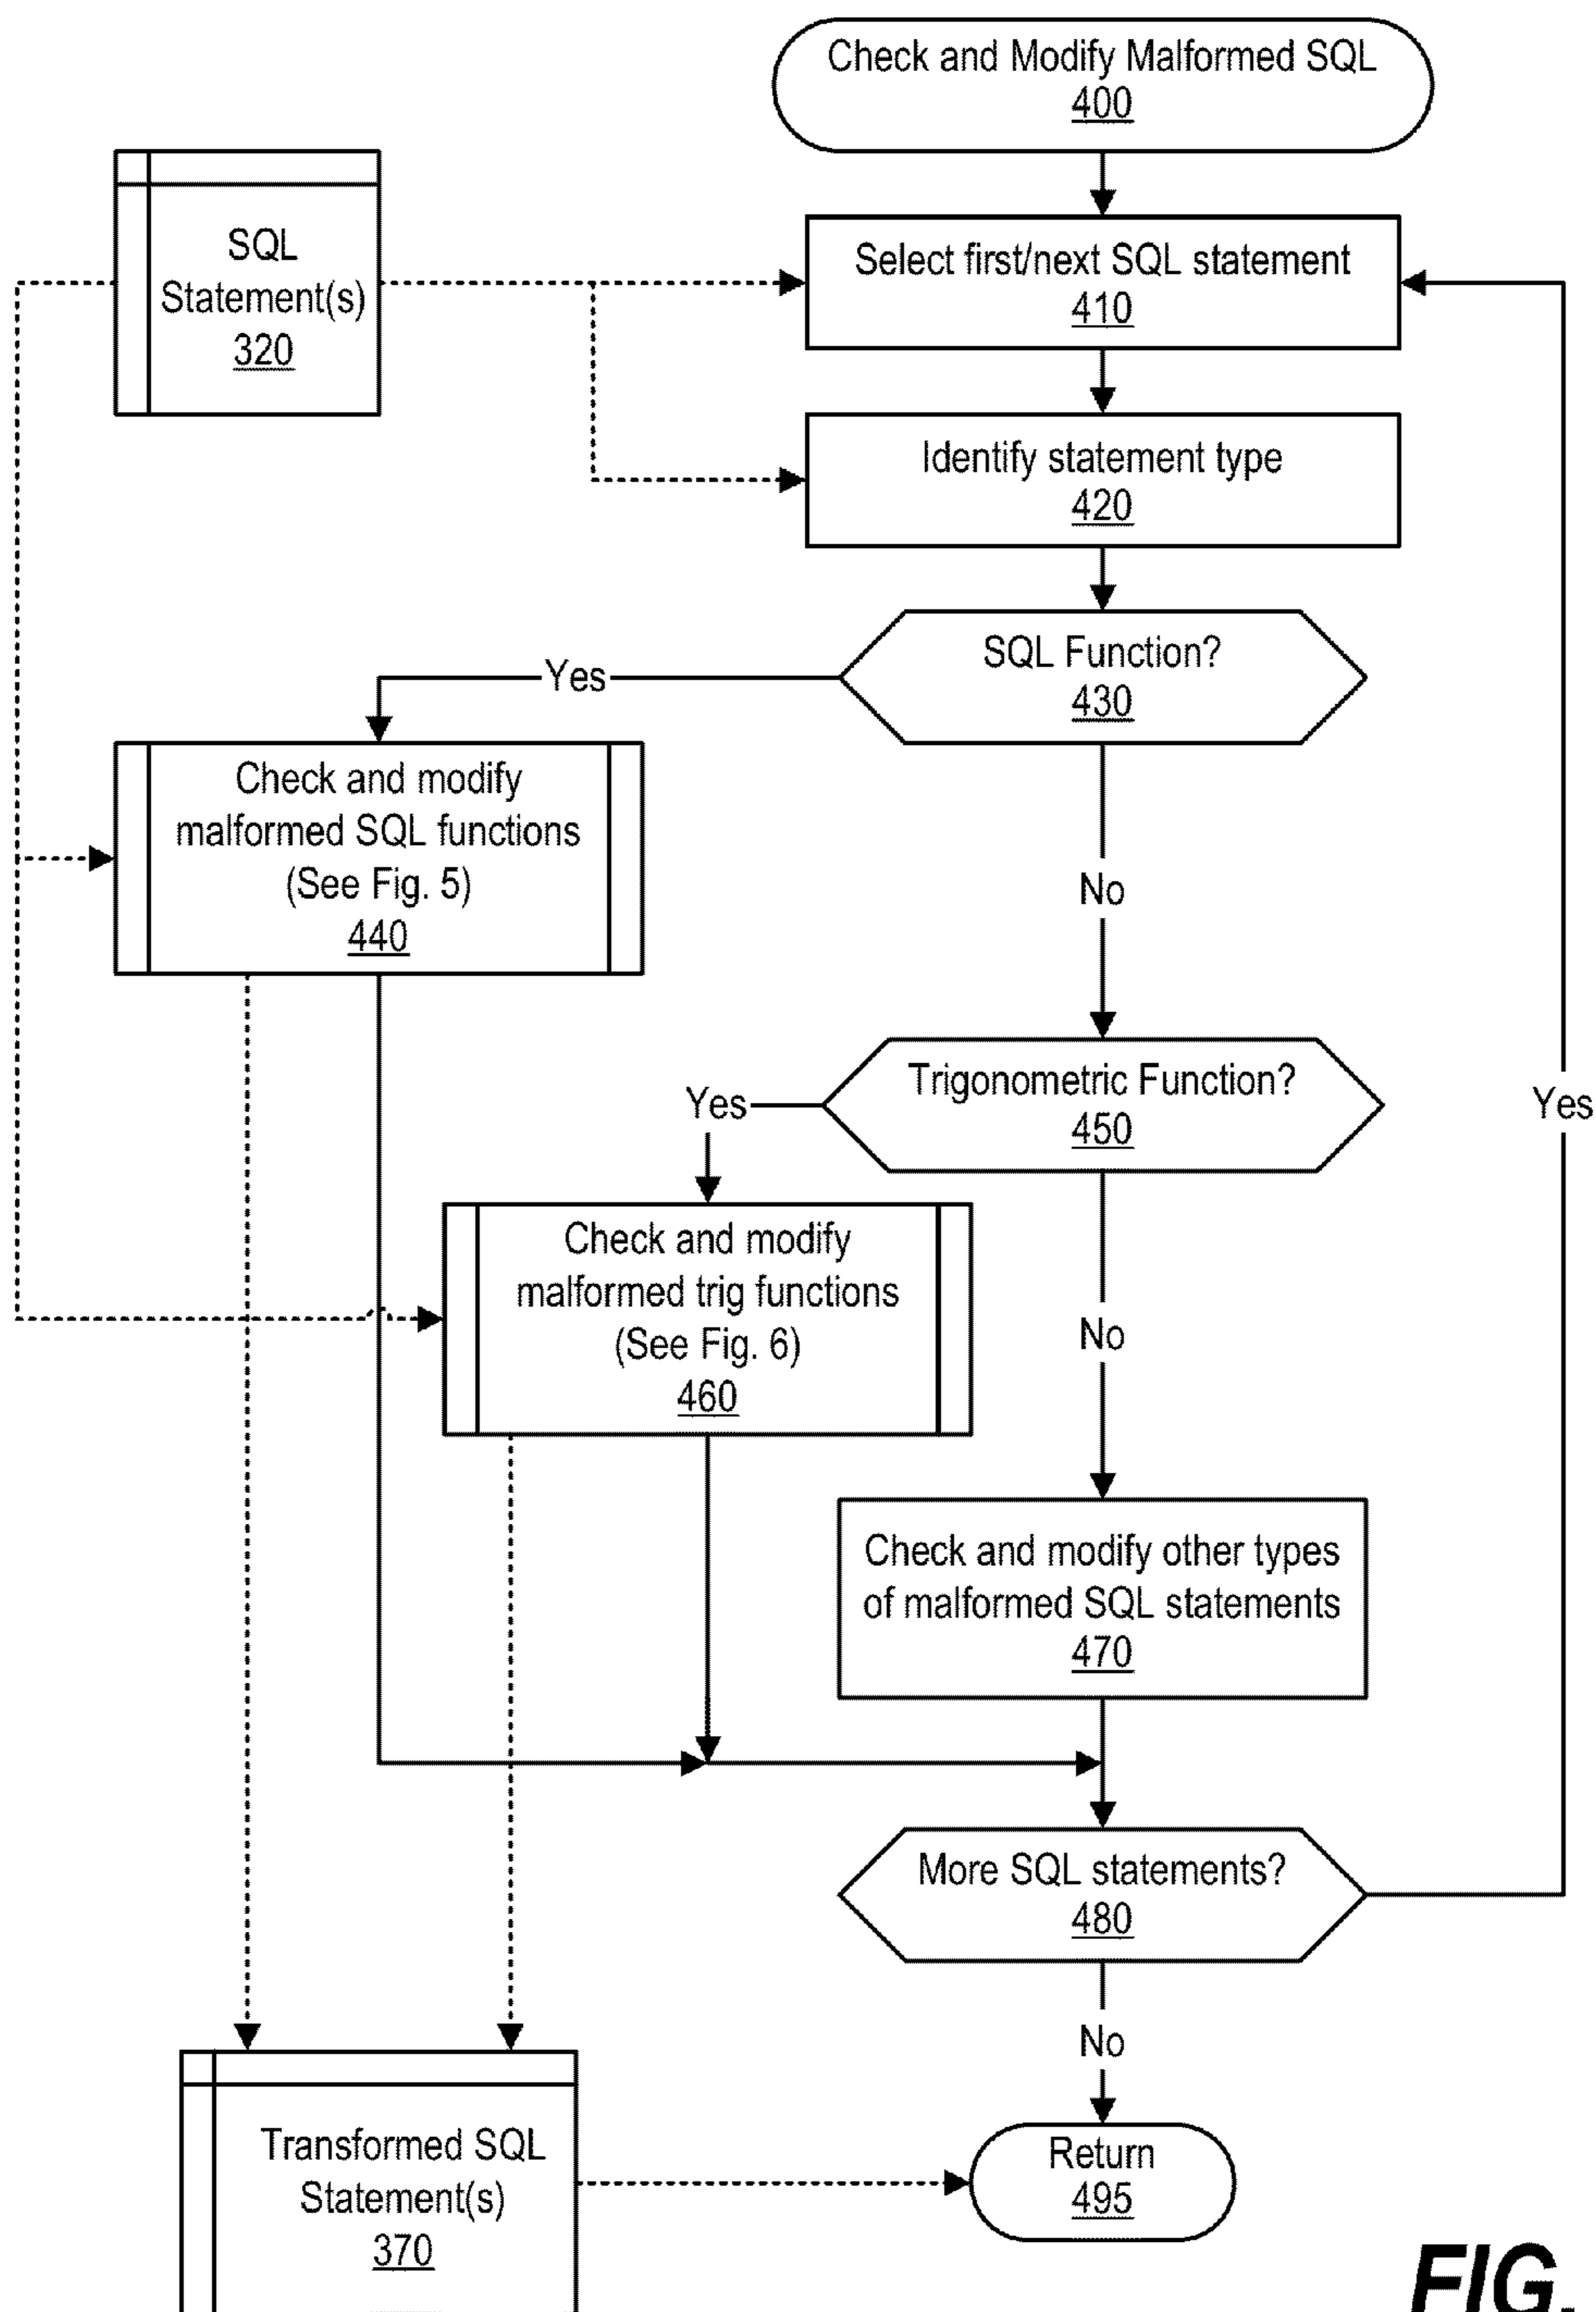 Check and Modify Malformed SQL
400
SQL
Statement(s)
320
Select first/next SQL statement
410
Identify statement type
420
SQL Function?
430
Yes
Check and modify
malformed SQL functions
(See Fig. 5)
440
No
Trigonometric Function?
450
Yes
Yes
Check and modify
malformed trig functions
(See Fig. 6)
460
No
Check and modify other types
of malformed SQL statements
470
More SQL statements?
480
No
Transformed SQL
Statement(s)
370
Return
495
FIG.